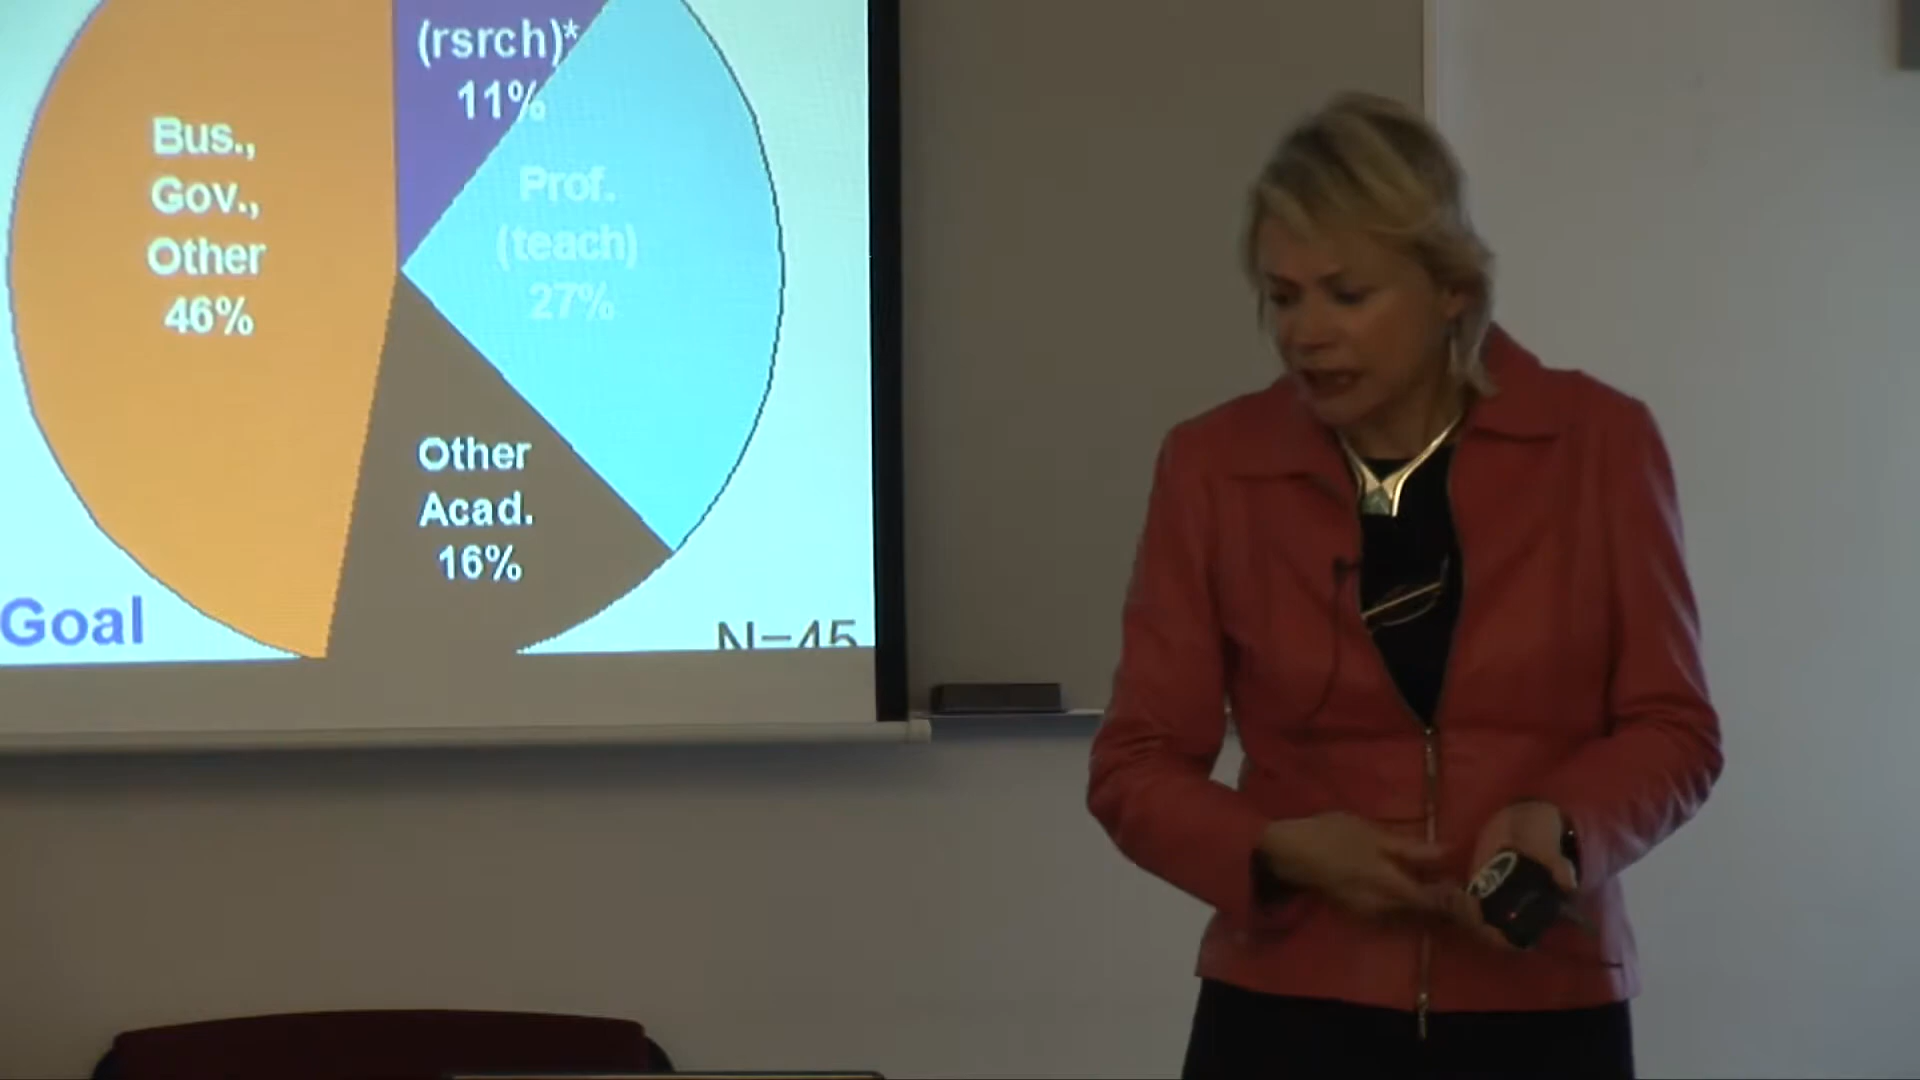 (rsrch)*
11%
Bus.,
Gov.,
Other
46%
Prof.
(teach)
27%
Other
Acad.
16%
Goal
N=45